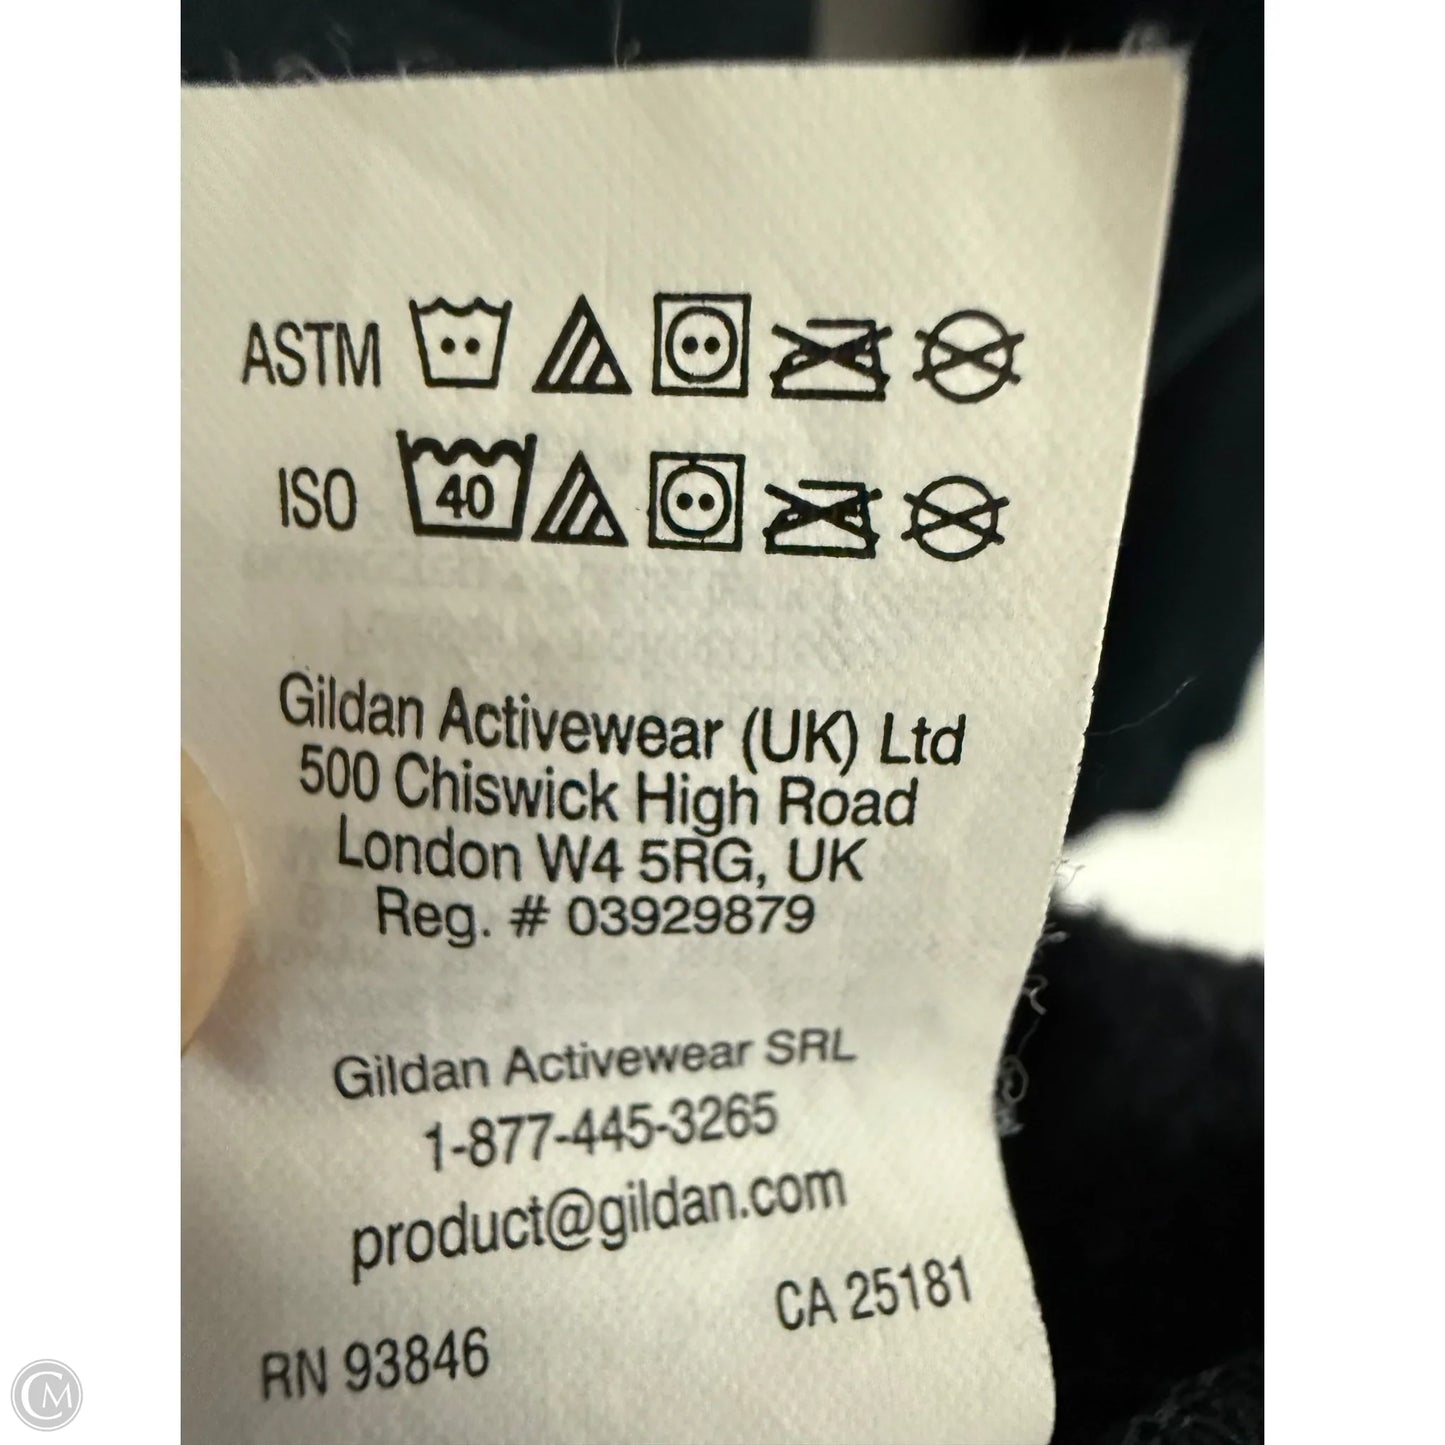 ASTM
ISO 40
Gildan Activewear (UK) Ltd
500 Chiswick High Road
London W4 5RG, UK
Reg. # 03929879
Gildan Activewear SRL
1-877-445-3265
product@gildan.com
CA 25181
RN 93846
CM